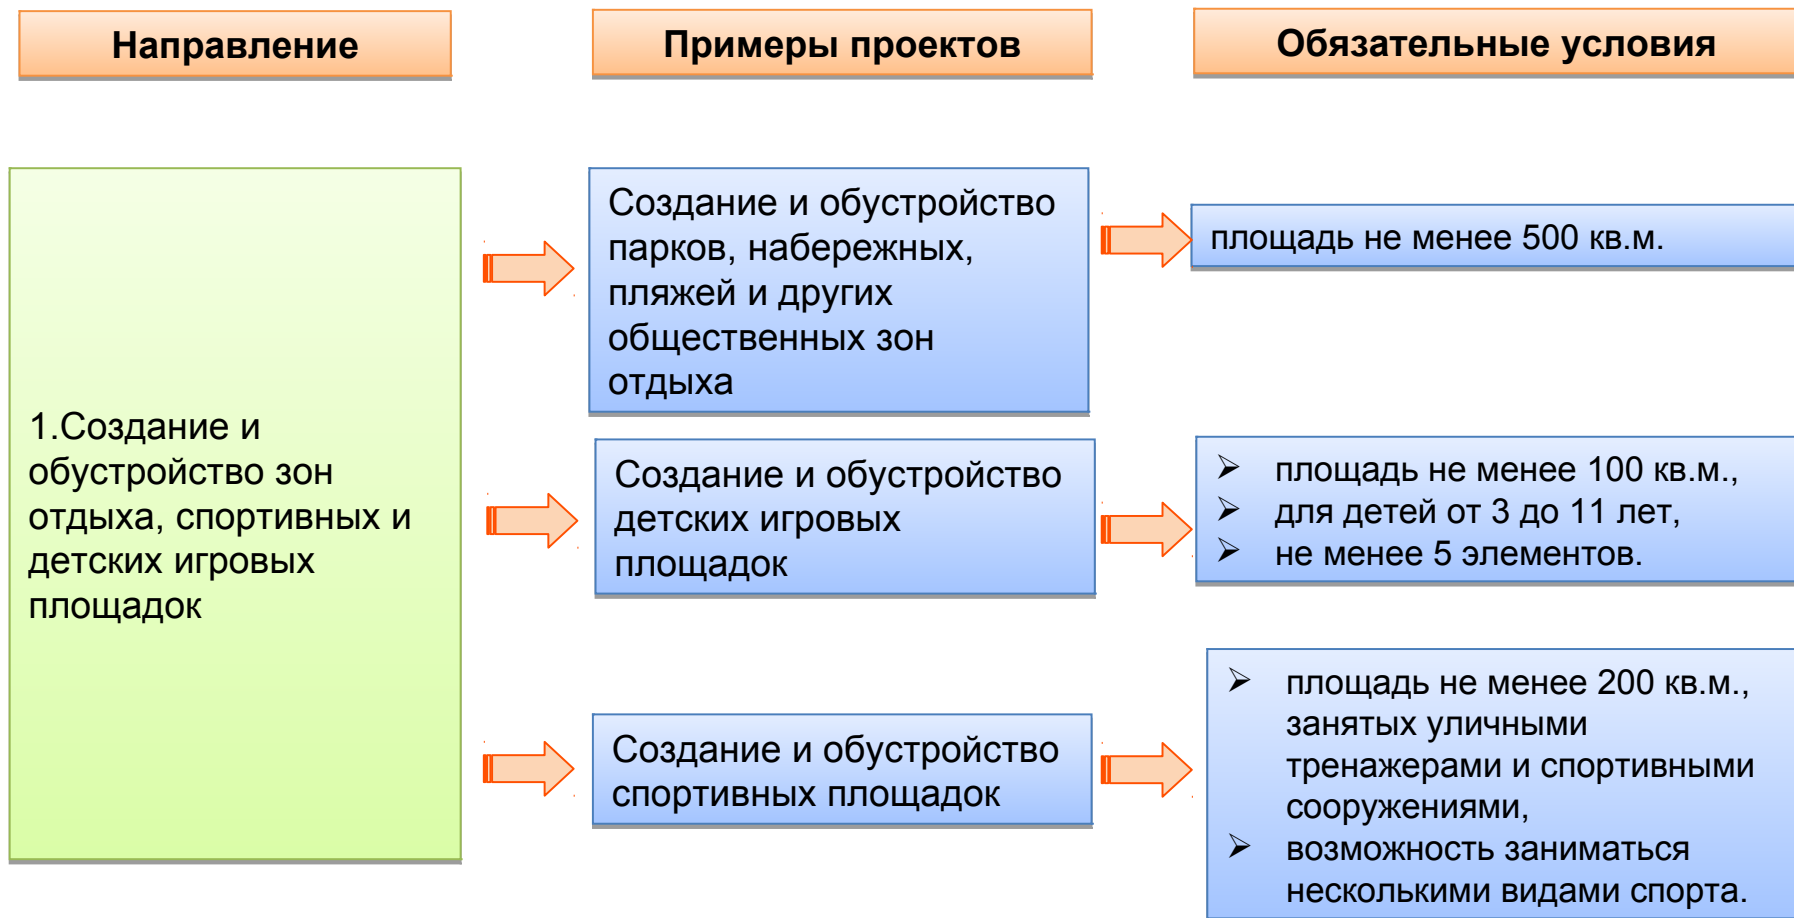 Направление
Примеры проектов
Обязательные условия
1.Создание и
обустройство зон
отдыха, спортивных и
детских игровых
площадок
Создание и обустройство
парков, набережных,
пляжей и других
общественных зон
отдыха
площадь не менее 500 кв.м.
Создание и обустройство
детских игровых
площадок
площадь не менее 100 кв.м.,
для детей от 3 до 11 лет,
не менее 5 элементов.
Создание и обустройство
спортивных площадок
площадь не менее 200 кв.м.,
занятых уличными
тренажерами и спортивными
сооружениями,
возможность заниматься
несколькими видами спорта.